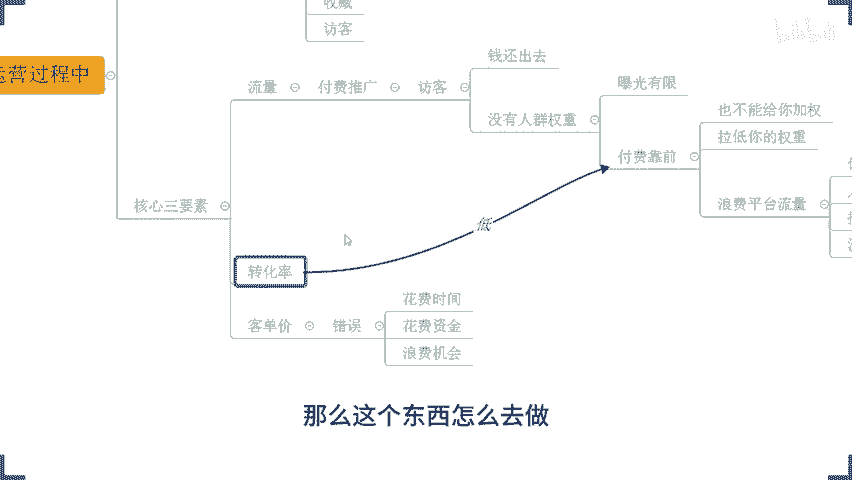 收藏
访客
运营过程中
钱还出去
流量
付费推广
访客
曝光有限
没有人群权重
也不能给你加权
付费靠前
拉低你的权重
核心三要素
低
浪费平台流量
转化率
花费时间
客单价
错误
花费资金
浪费机会
那么这个东西怎么去做